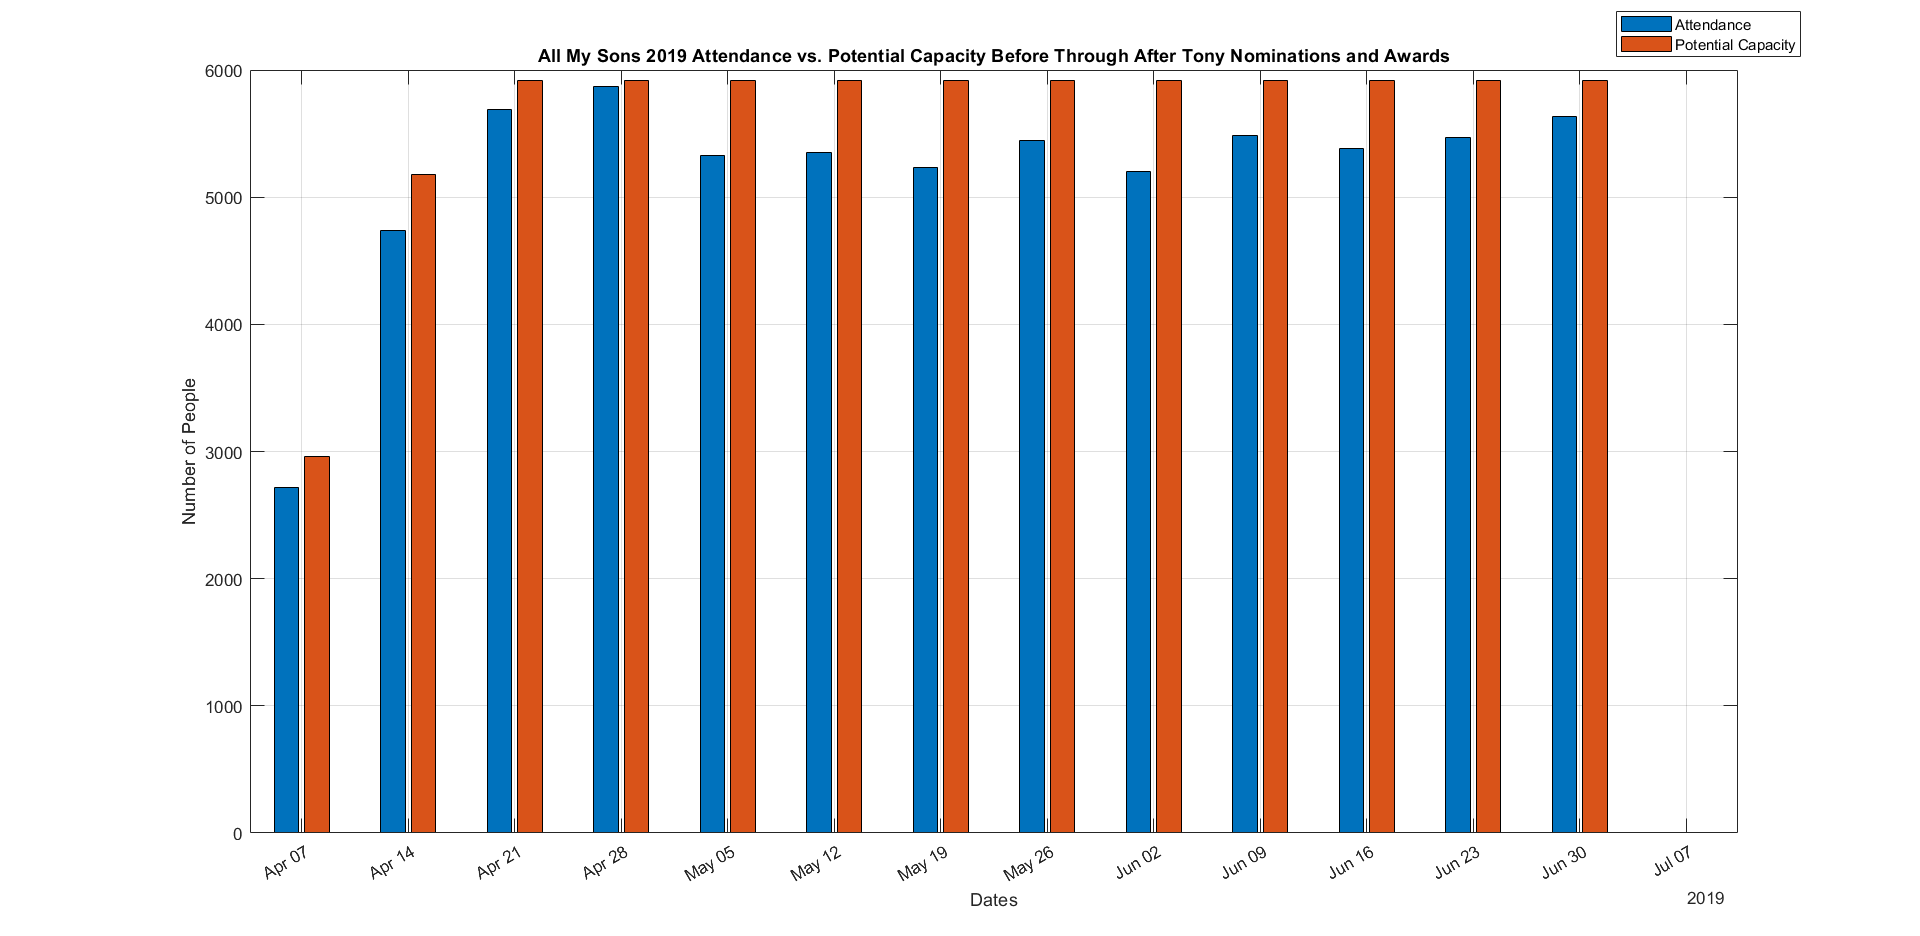 Attendance
Potential Capacity
All My Sons 2019 Attendance vs. Potential Capacity Before Through After Tony Nominations and Awards
6000
5000
4000
3000
2000
1000
0
Number of People
Apr 07
Apr 14
Apr 21
Apr 28
May 05
May 12
May 19
May 26
Jun 02
Jun 09
Jun 16
Jun 23
Jun 30
Jul 07
Dates
2019